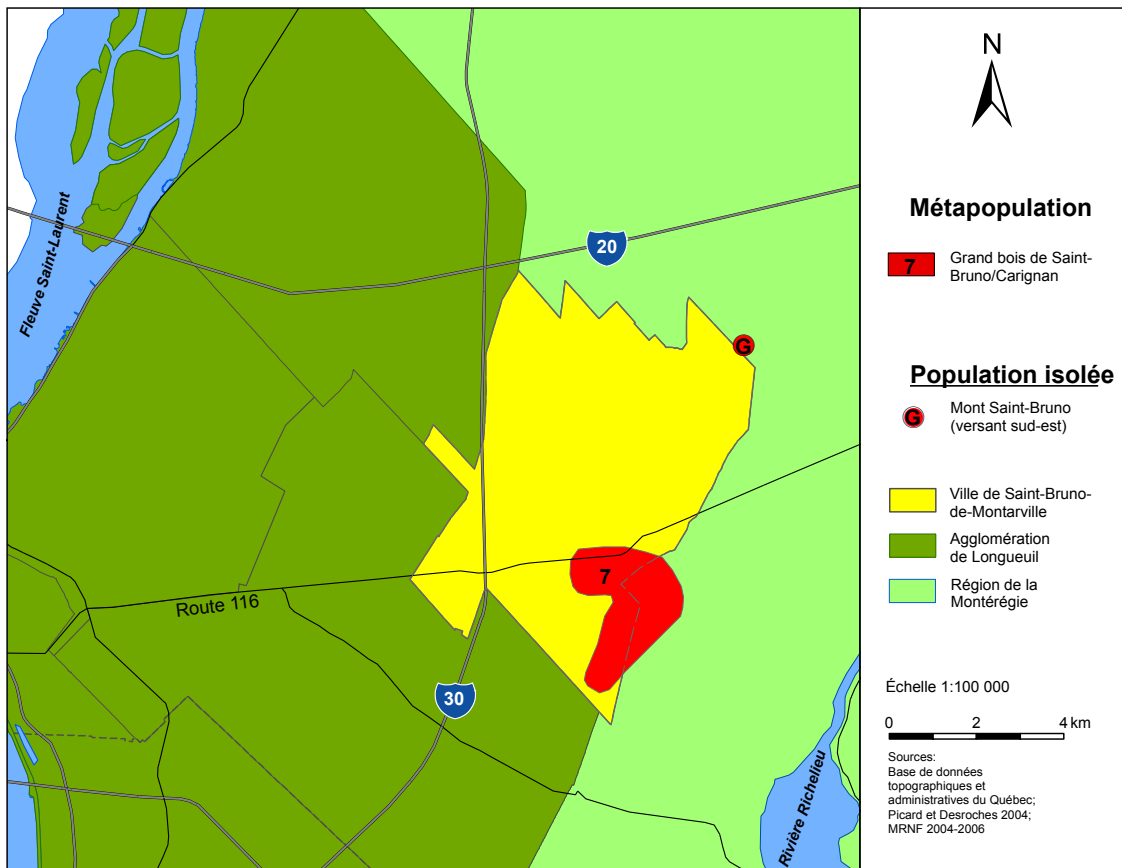 Fleuve Saint-Laurent
20
G
7
Route 116
30
Rivière Richelieu
N
Métapopulation
7
Grand bois de Saint-
Bruno/Carignan
Population isolée
G
Mont Saint-Bruno
(versant sud-est)
Ville de Saint-Bruno-
de-Montarville
Agglomération
de Longueuil
Région de la
Montérégie
Échelle 1:100 000
0 2 4 km
Sources:
Base de données
topographiques et
administratives du Québec;
Picard et Desroches 2004;
MRNF 2004-2006